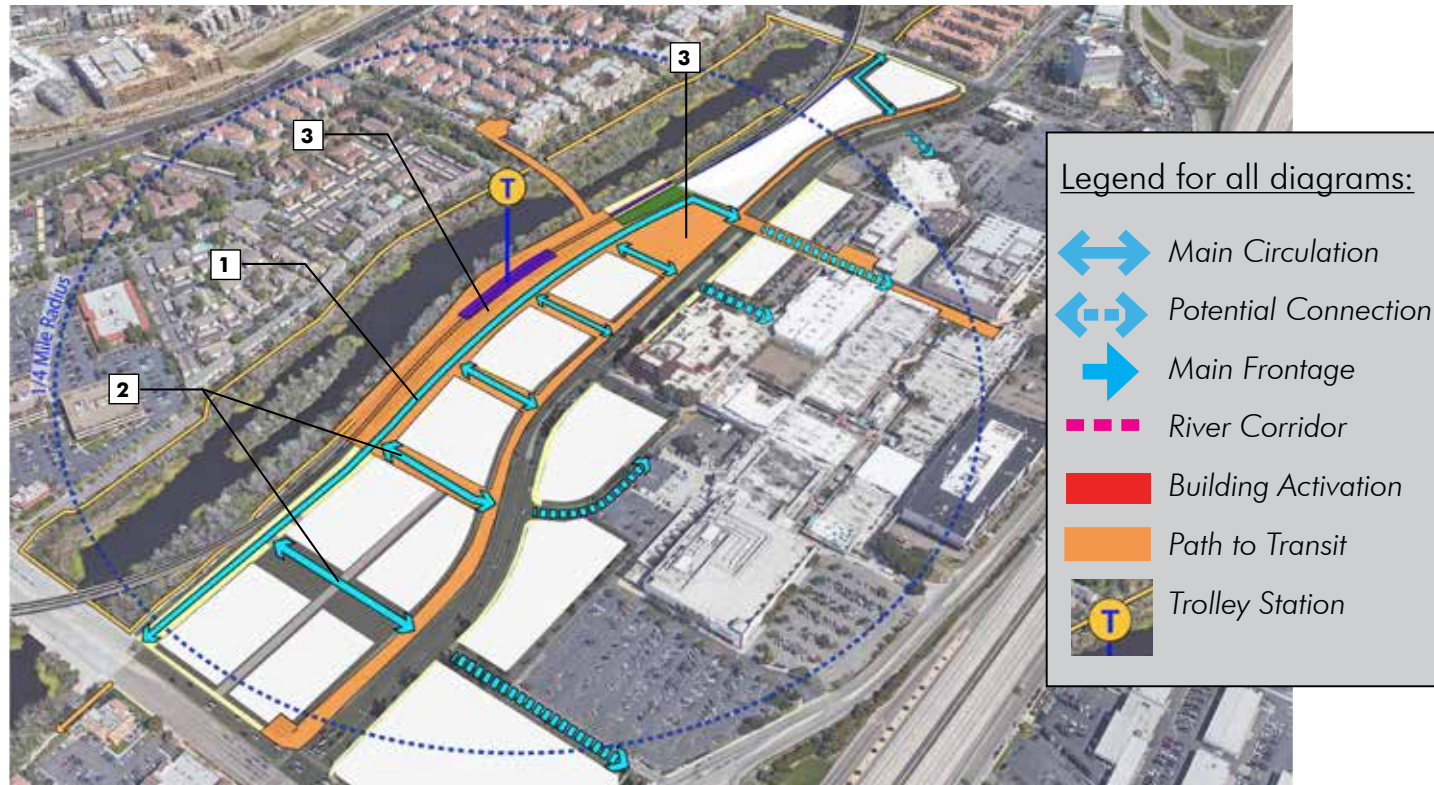 3
3
T
1
2
1/4 Mile Radius
Legend for all diagrams:
Main Circulation
Potential Connection
Main Frontage
River Corridor
Building Activation
Path to Transit
T
Trolley Station